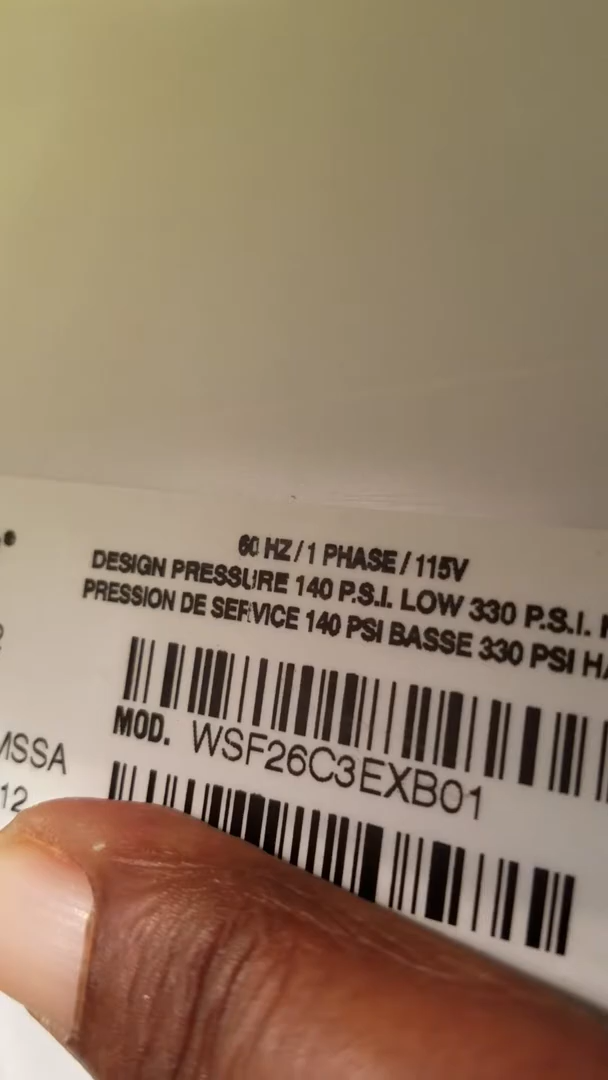 60 HZ / 1 PHASE / 115V
DESIGN PRESSURE 140 P.S.I. LOW 330 P.S.I.
PRESSION DE SERVICE 140 PSI BASSE 330 PSI
MOD. WSF26C3EXB01
MSSA
12